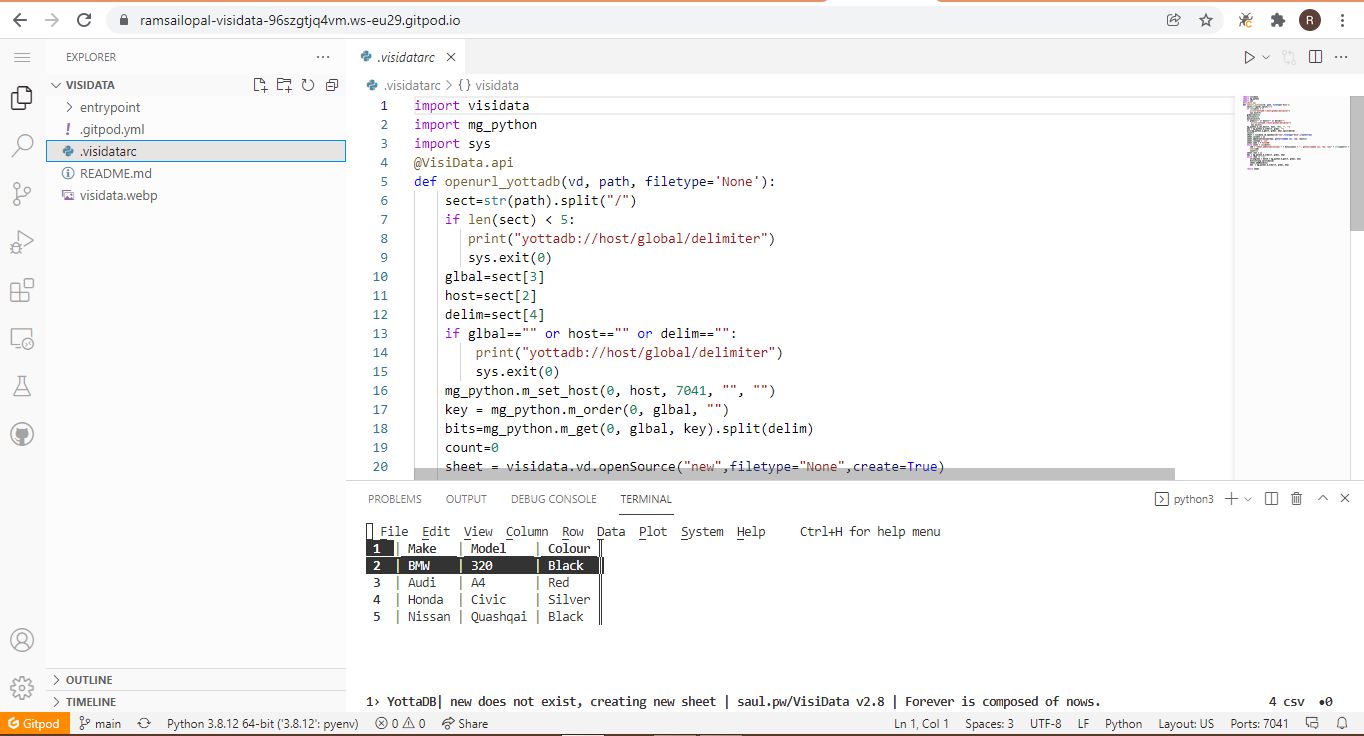 ramsailopal-visidata-96szgtjq4vm.ws-eu29.gitpod.io
R
EXPLORER
VISIDATA
entrypoint
! .gitpod.yml
.visidatarc
README.md
visidata.webp
OUTLINE
TIMELINE
.visidatarc
.visidatarc > {} visidata
1 import visidata
2 import mg_python
3 import sys
4 @VisiData.api
5 def openurl_yottadb(vd, path, filetype='None'):
6 sect=str(path).split("/")
7 if len(sect) < 5:
8 print("yottadb://host/global/delimiter")
9 sys.exit(0)
10 glbal=sect[3]
11 host=sect[2]
12 delim=sect[4]
13 if glbal=="" or host=="" or delim=="":
14 print("yottadb://host/global/delimiter")
15 sys.exit(0)
16 mg_python.m_set_host(0, host, 7041, "", "")
17 key = mg_python.m_order(0, glbal, "")
18 bits=mg_python.m_get(0, glbal, key).split(delim)
19 count=0
20 sheet = visidata.vd.openSource("new",filetype="None",create=True)
PROBLEMS OUTPUT DEBUG CONSOLE TERMINAL python3
File Edit View Column Row Data Plot System Help Ctrl+H for help menu
1 | Make | Model | Colour
2 | BMW | 320 | Black
3 | Audi | A4 | Red
4 | Honda | Civic | Silver
5 | Nissan | Quashqai | Black
1› YottaDB| new does not exist, creating new sheet | saul.pw/VisiData v2.8 | Forever is composed of nows. 4 csv •0
Gitpod main Python 3.8.12 64-bit ('3.8.12': pyenv) 0 0 Share Ln 1, Col 1 Spaces: 3 UTF-8 LF Python Layout: US Ports: 7041